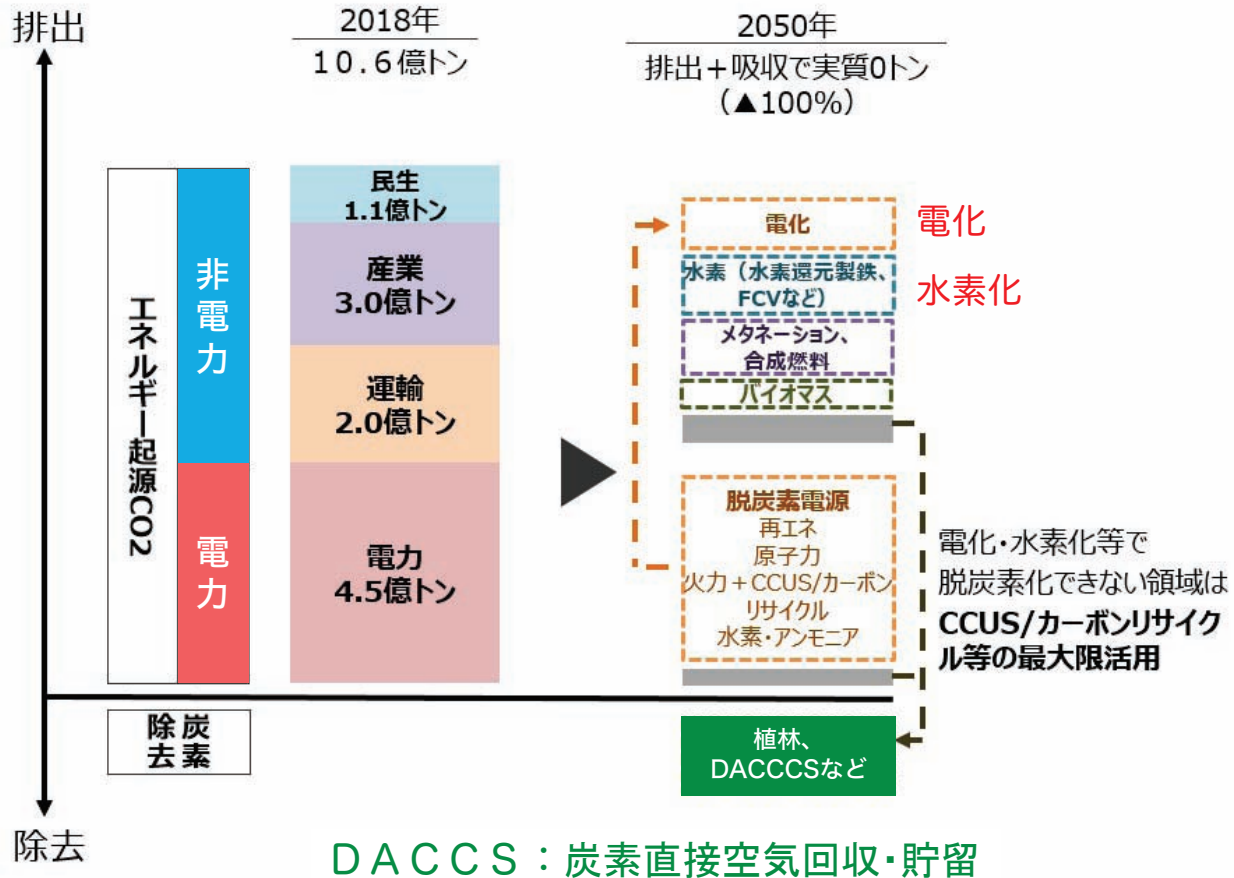 排出
2018年
10.6億トン
2050年
排出+吸収で実質0トン
(▲100%)
エネルギー起源CO2
非電力
電力
民生
1.1億トン
産業
3.0億トン
運輸
2.0億トン
電力
4.5億トン
電化
水素(水素還元製鉄、
FCVなど)
メタネーション、
合成燃料
バイオマス
電化
水素化
脱炭素電源
再エネ
原子力
火力+CCUS/カーボン
リサイクル
水素・アンモニア
電化・水素化等で
脱炭素化できない領域は
CCUS/カーボンリサイク
ル等の最大限活用
除炭
去素
植林、
DACCCSなど
除去
DACCS:炭素直接空気回収・貯留